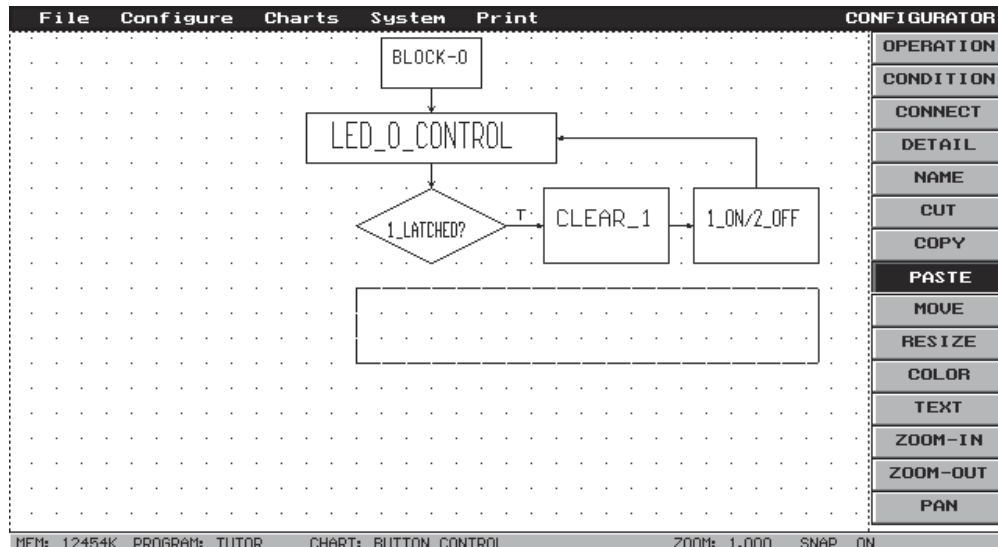 File Configure Charts System Print CONFIGURATOR
BLOCK-0
LED_0_CONTROL
1_LATCHED?
T
CLEAR_1
1_ON/2_OFF
OPERATION
CONDITION
CONNECT
DETAIL
NAME
CUT
COPY
PASTE
MOVE
RESIZE
COLOR
TEXT
ZOOM-IN
ZOOM-OUT
PAN
MEM: 12454K PROGRAM: TUTOR CHART: BUTTON_CONTROL ZOOM: 1.000 SNAP ON